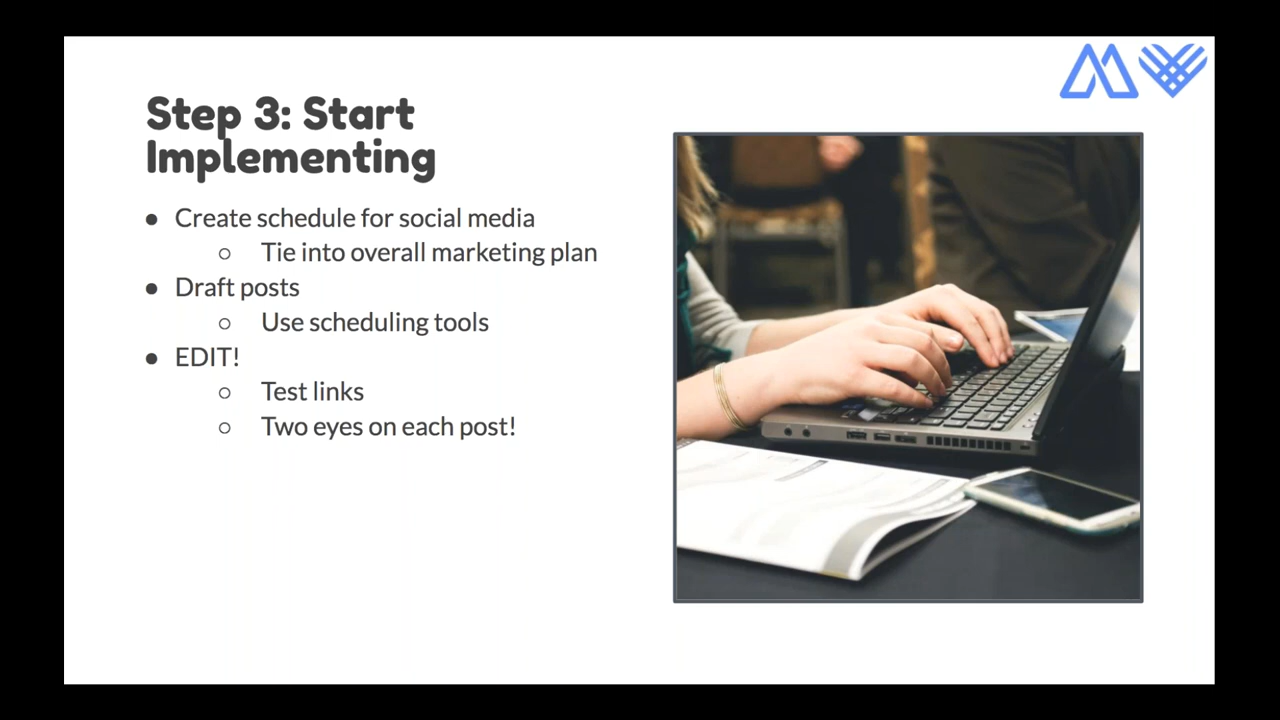 Step 3: Start
Implementing
● Create schedule for social media
○ Tie into overall marketing plan
● Draft posts
○ Use scheduling tools
● EDIT!
○ Test links
○ Two eyes on each post!